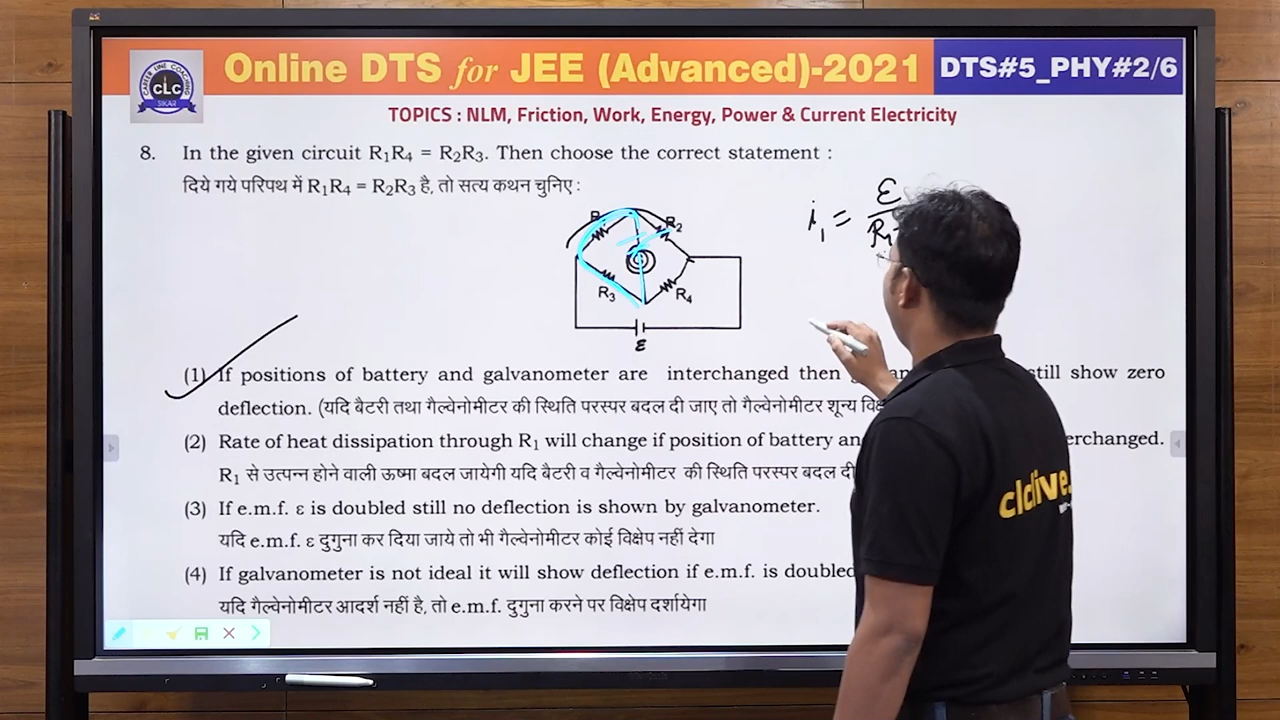 CAREER LINE COACHING
CLC
SIKAR
Online DTS for JEE (Advanced)-2021
DTS#5_PHY#2/6
TOPICS : NLM, Friction, Work, Energy, Power & Current Electricity
8. In the given circuit R₁R₄ = R₂R₃. Then choose the correct statement :
दिये गये परिपथ में R₁R₄ = R₂R₃ है, तो सत्य कथन चुनिए :
i₁ = ε
R₁
R₂
R₃
R₄
ε
(1) If positions of battery and galvanometer are interchanged then still show zero
deflection. (यदि बैटरी तथा गैल्वेनोमीटर की स्थिति परस्पर बदल दी जाए तो गैल्वेनोमीटर शून्य
(2) Rate of heat dissipation through R₁ will change if position of battery
R₁ से उत्पन्न होने वाली ऊष्मा बदल जायेगी यदि बैटरी व गैल्वेनोमीटर की स्थिति परस्पर बदल दी
(3) If e.m.f. ε is doubled still no deflection is shown by galvanometer.
यदि e.m.f. ε दुगुना कर दिया जाये तो भी गैल्वेनोमीटर कोई विक्षेप नहीं देगा
(4) If galvanometer is not ideal it will show deflection if e.m.f. is doubled
यदि गैल्वेनोमीटर आदर्श नहीं है, तो e.m.f. दुगुना करने पर विक्षेप दर्शायेगा